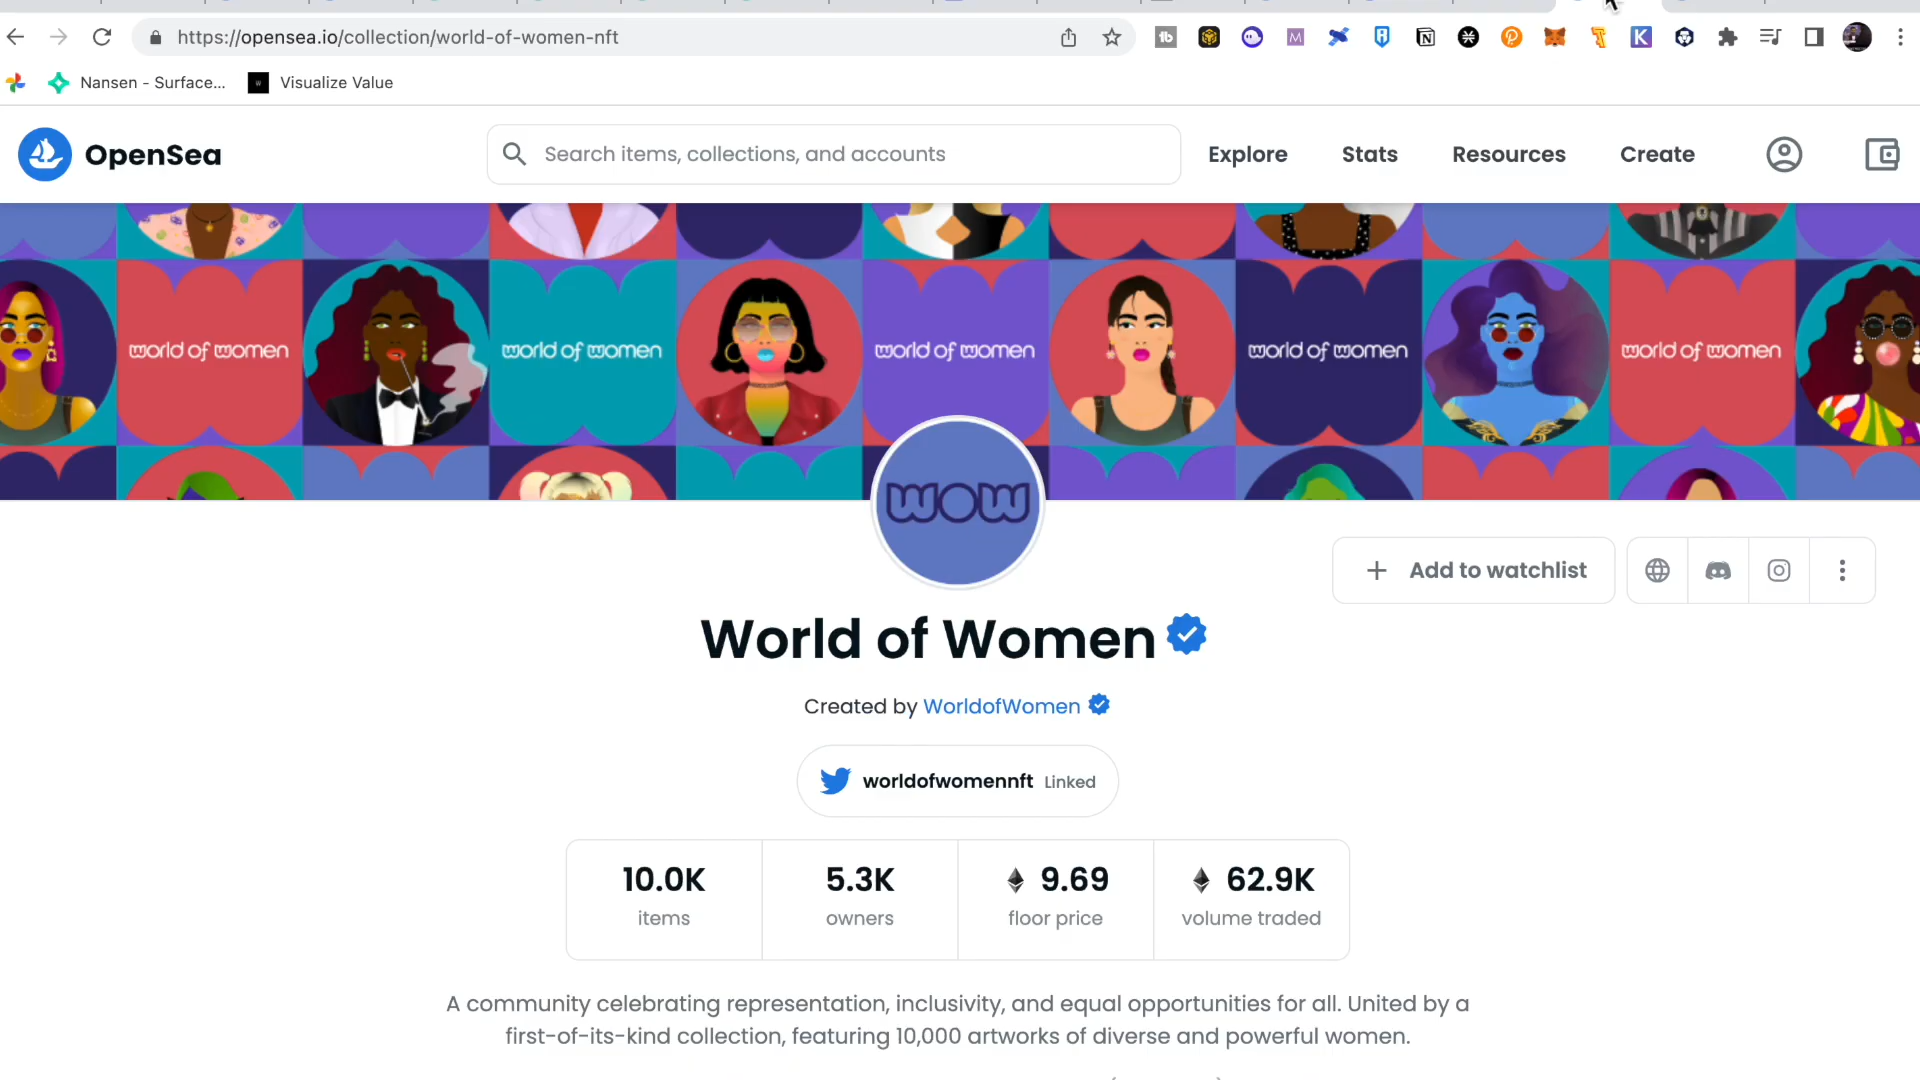 https://opensea.io/collection/world-of-women-nft
Nansen - Surface... Visualize Value
OpenSea
Search items, collections, and accounts
Explore Stats Resources Create
world of women world of women world of women world of women world of women
WOW
+ Add to watchlist
World of Women
Created by WorldofWomen
worldofwomennft Linked
10.0K 5.3K 9.69 62.9K
items owners floor price volume traded
A community celebrating representation, inclusivity, and equal opportunities for all. United by a
first-of-its-kind collection, featuring 10,000 artworks of diverse and powerful women.